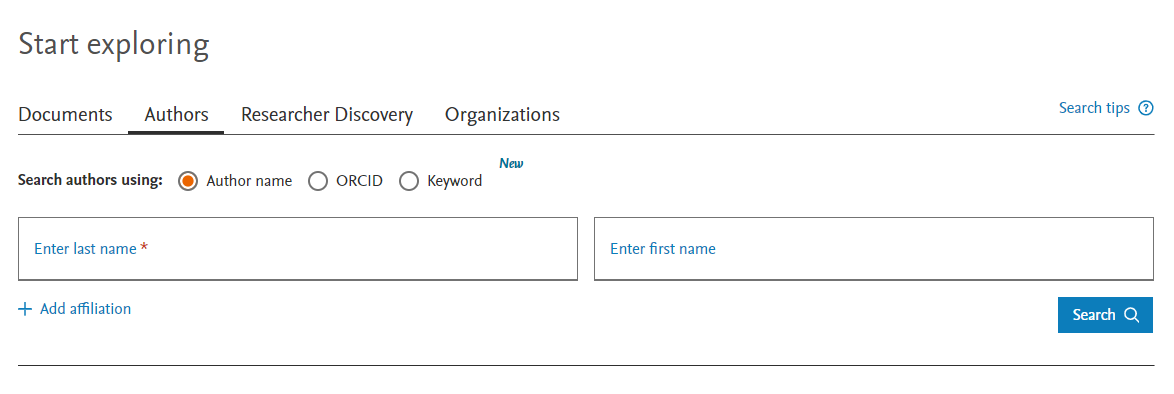 Start exploring
Documents Authors Researcher Discovery Organizations Search tips
New
Search authors using: Author name ORCID Keyword
Enter last name * Enter first name
Add affiliation Search